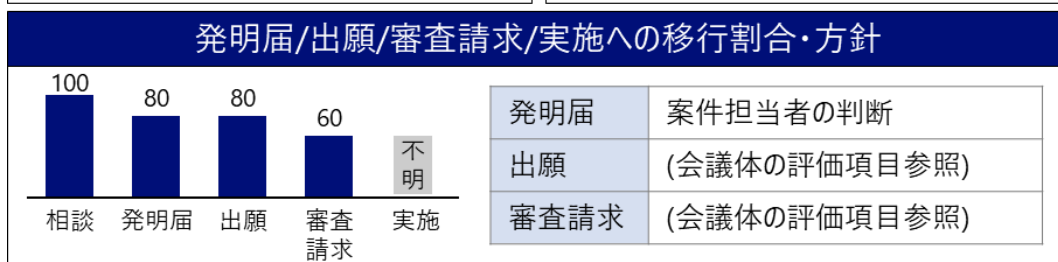 発明届/出願/審査請求/実施への移行割合・方針
100
80
80
60
不
明
相談
発明届
出願
審査
請求
実施
発明届 案件担当者の判断
出願 (会議体の評価項目参照)
審査請求 (会議体の評価項目参照)